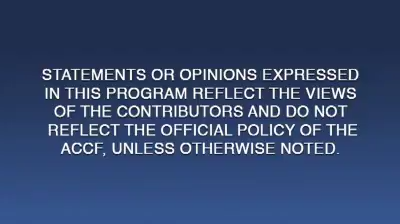 STATEMENTS OR OPINIONS EXPRESSED
IN THIS PROGRAM REFLECT THE VIEWS
OF THE CONTRIBUTORS AND DO NOT
REFLECT THE OFFICIAL POLICY OF THE
ACCF, UNLESS OTHERWISE NOTED.